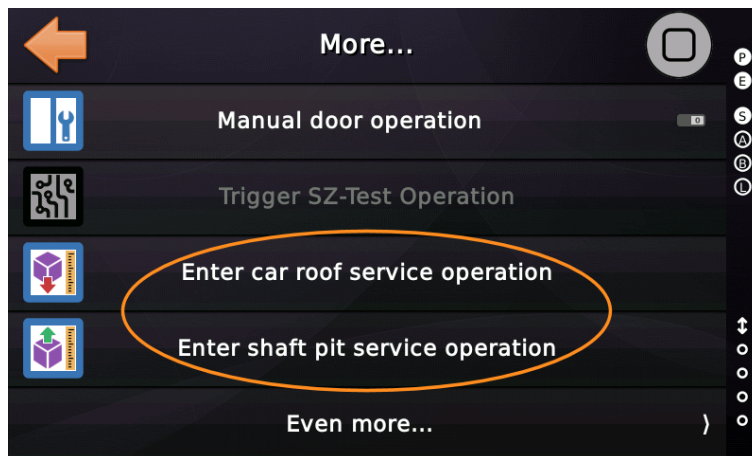 More...
P
E
Manual door operation
0
S
A
B
L
Trigger SZ-Test Operation
Enter car roof service operation
Enter shaft pit service operation
Even more...